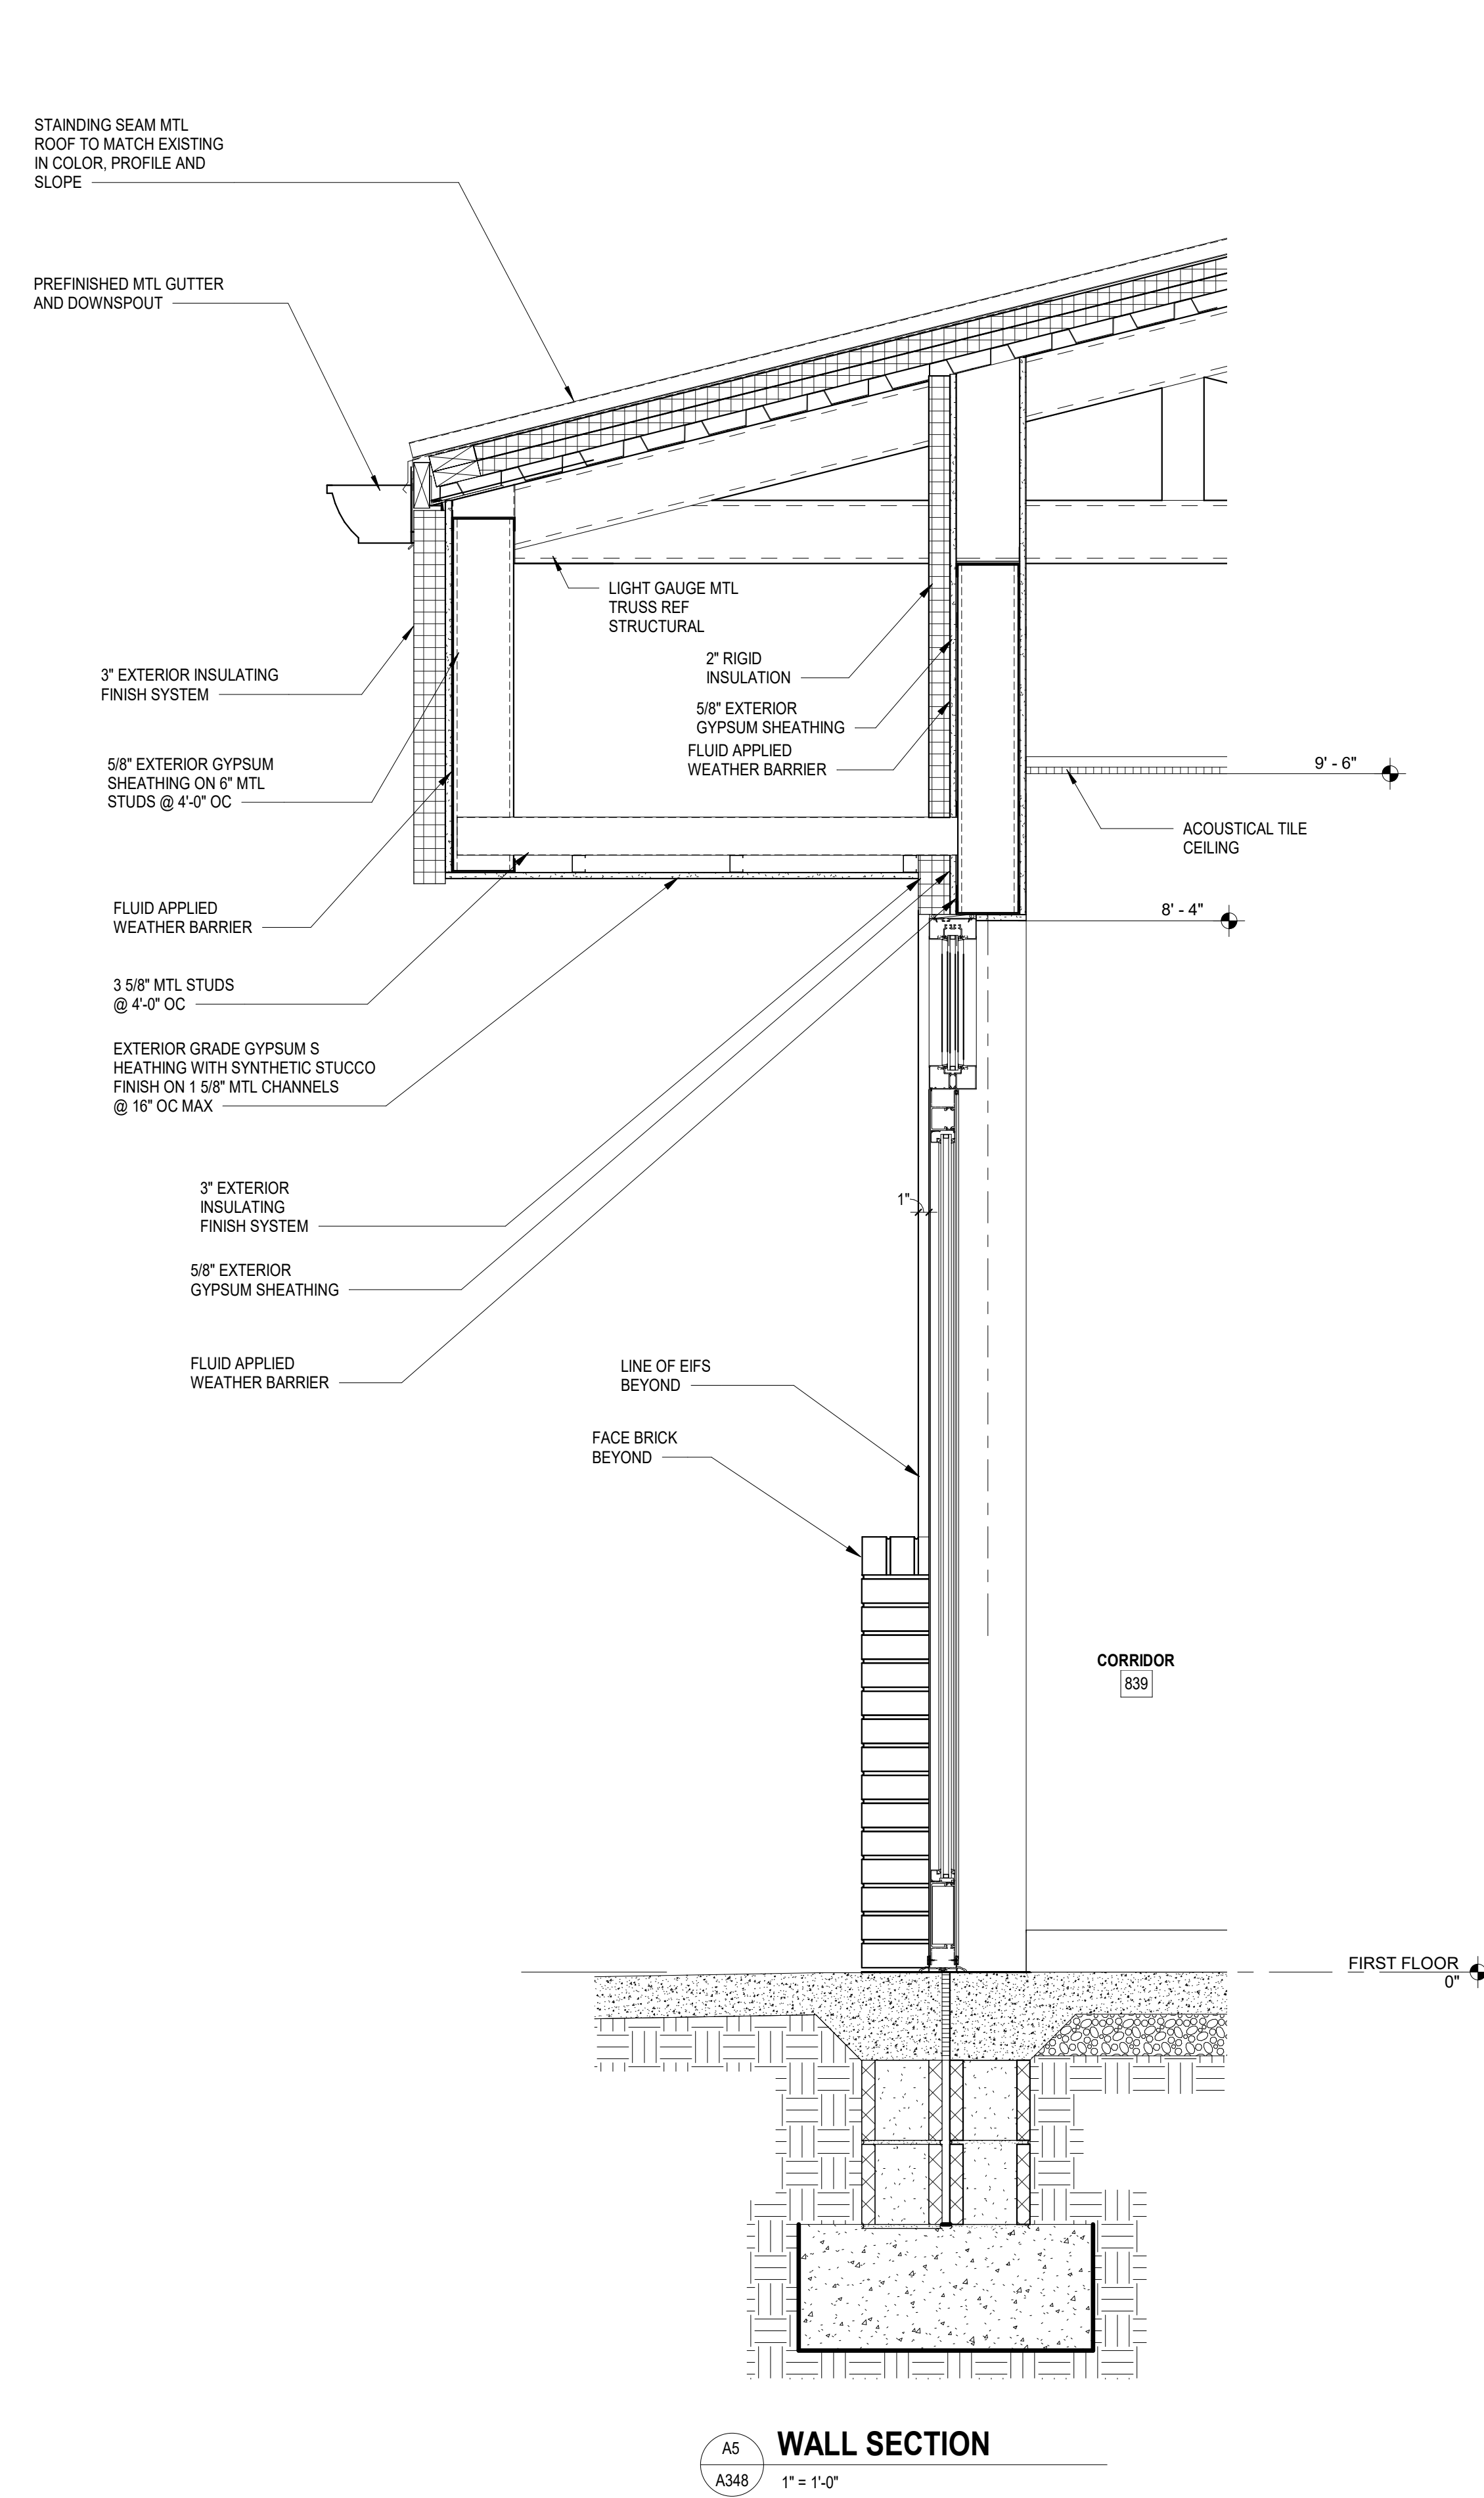 STAINDING SEAM MTL
ROOF TO MATCH EXISTING
IN COLOR, PROFILE AND
SLOPE
PREFINISHED MTL GUTTER
AND DOWNSPOUT
LIGHT GAUGE MTL
TRUSS REF
STRUCTURAL
2" RIGID
INSULATION
3" EXTERIOR INSULATING
FINISH SYSTEM
5/8" EXTERIOR
GYPSUM SHEATHING
FLUID APPLIED
WEATHER BARRIER
5/8" EXTERIOR GYPSUM
SHEATHING ON 6" MTL
STUDS @ 4'-0" OC
9' - 6"
ACOUSTICAL TILE
CEILING
FLUID APPLIED
WEATHER BARRIER
8' - 4"
3 5/8" MTL STUDS
@ 4'-0" OC
EXTERIOR GRADE GYPSUM S
HEATHING WITH SYNTHETIC STUCCO
FINISH ON 1 5/8" MTL CHANNELS
@ 16" OC MAX
3" EXTERIOR
INSULATING
FINISH SYSTEM
1"
5/8" EXTERIOR
GYPSUM SHEATHING
FLUID APPLIED
WEATHER BARRIER
LINE OF EIFS
BEYOND
FACE BRICK
BEYOND
CORRIDOR
839
FIRST FLOOR
0"
A5
WALL SECTION
A348
1" = 1'-0"